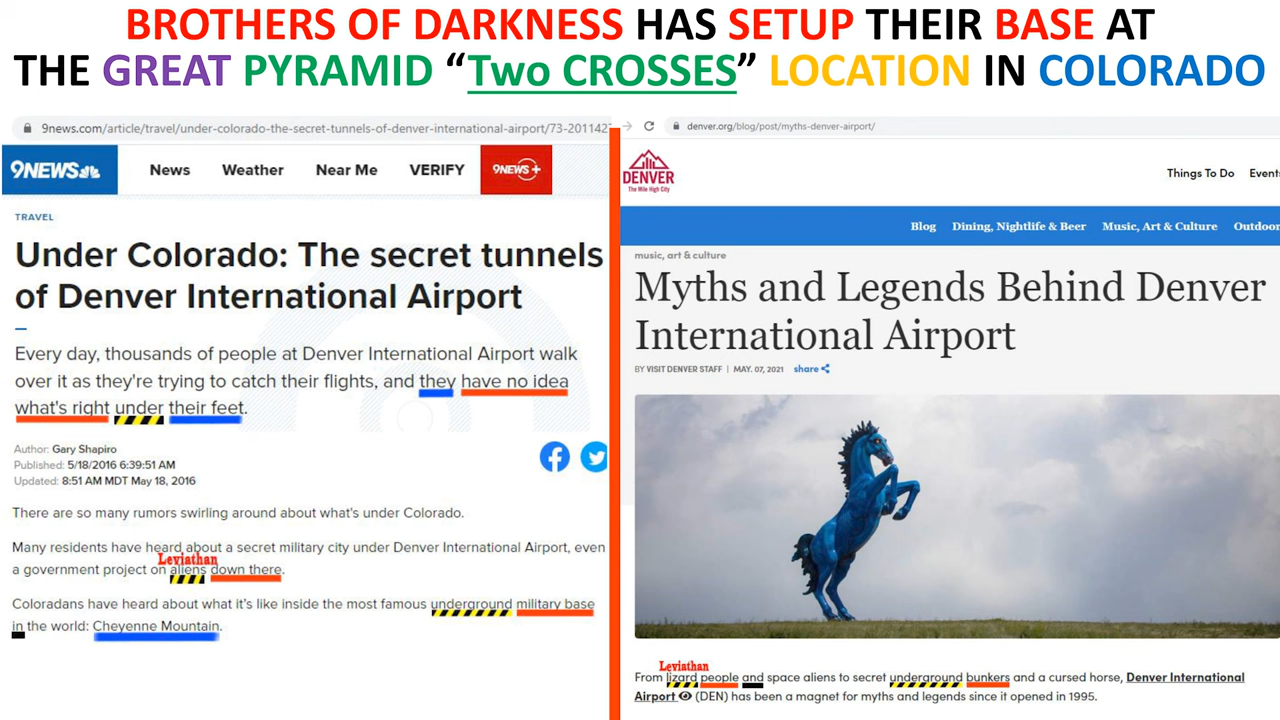 BROTHERS OF DARKNESS HAS SETUP THEIR BASE AT
THE GREAT PYRAMID “Two CROSSES” LOCATION IN COLORADO
9news.com/article/travel/under-colorado-the-secret-tunnels-of-denver-international-airport/73-201142
9NEWS
News Weather Near Me VERIFY 9NEWS+
TRAVEL
Under Colorado: The secret tunnels
of Denver International Airport
Every day, thousands of people at Denver International Airport walk
over it as they're trying to catch their flights, and they have no idea
what's right under their feet.
Author: Gary Shapiro
Published: 5/18/2016 6:39:51 AM
Updated: 8:51 AM MDT May 18, 2016
There are so many rumors swirling around about what's under Colorado.
Many residents have heard about a secret military city under Denver International Airport, even
Leviathan
a government project on aliens down there.
Coloradans have heard about what it's like inside the most famous underground military base
in the world: Cheyenne Mountain.
denver.org/blog/post/myths-denver-airport/
DENVER
The Mile High City
Things To Do Events
Blog Dining, Nightlife & Beer Music, Art & Culture Outdoor
music, art & culture
Myths and Legends Behind Denver
International Airport
BY VISIT DENVER STAFF | MAY. 07, 2021 share
Leviathan
From lizard people and space aliens to secret underground bunkers and a cursed horse, Denver International
Airport (DEN) has been a magnet for myths and legends since it opened in 1995.